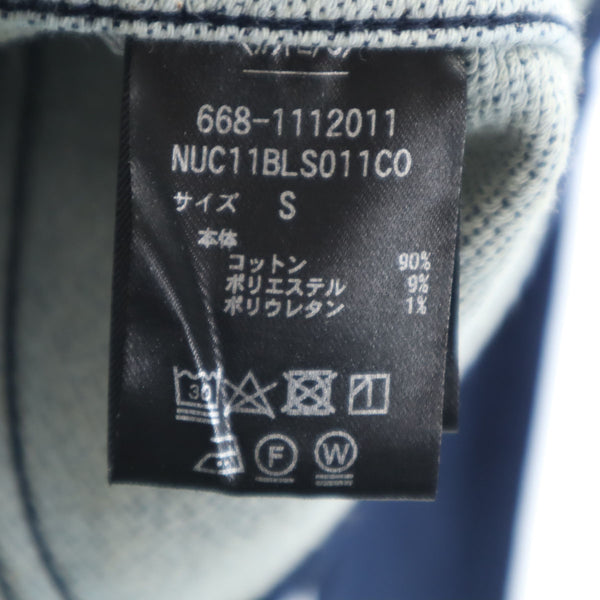 668-1112011
NUC11BLS011CO
サイズ S
本体
コットン 90%
ポリエステル 9%
ポリウレタン 1%
30
F W